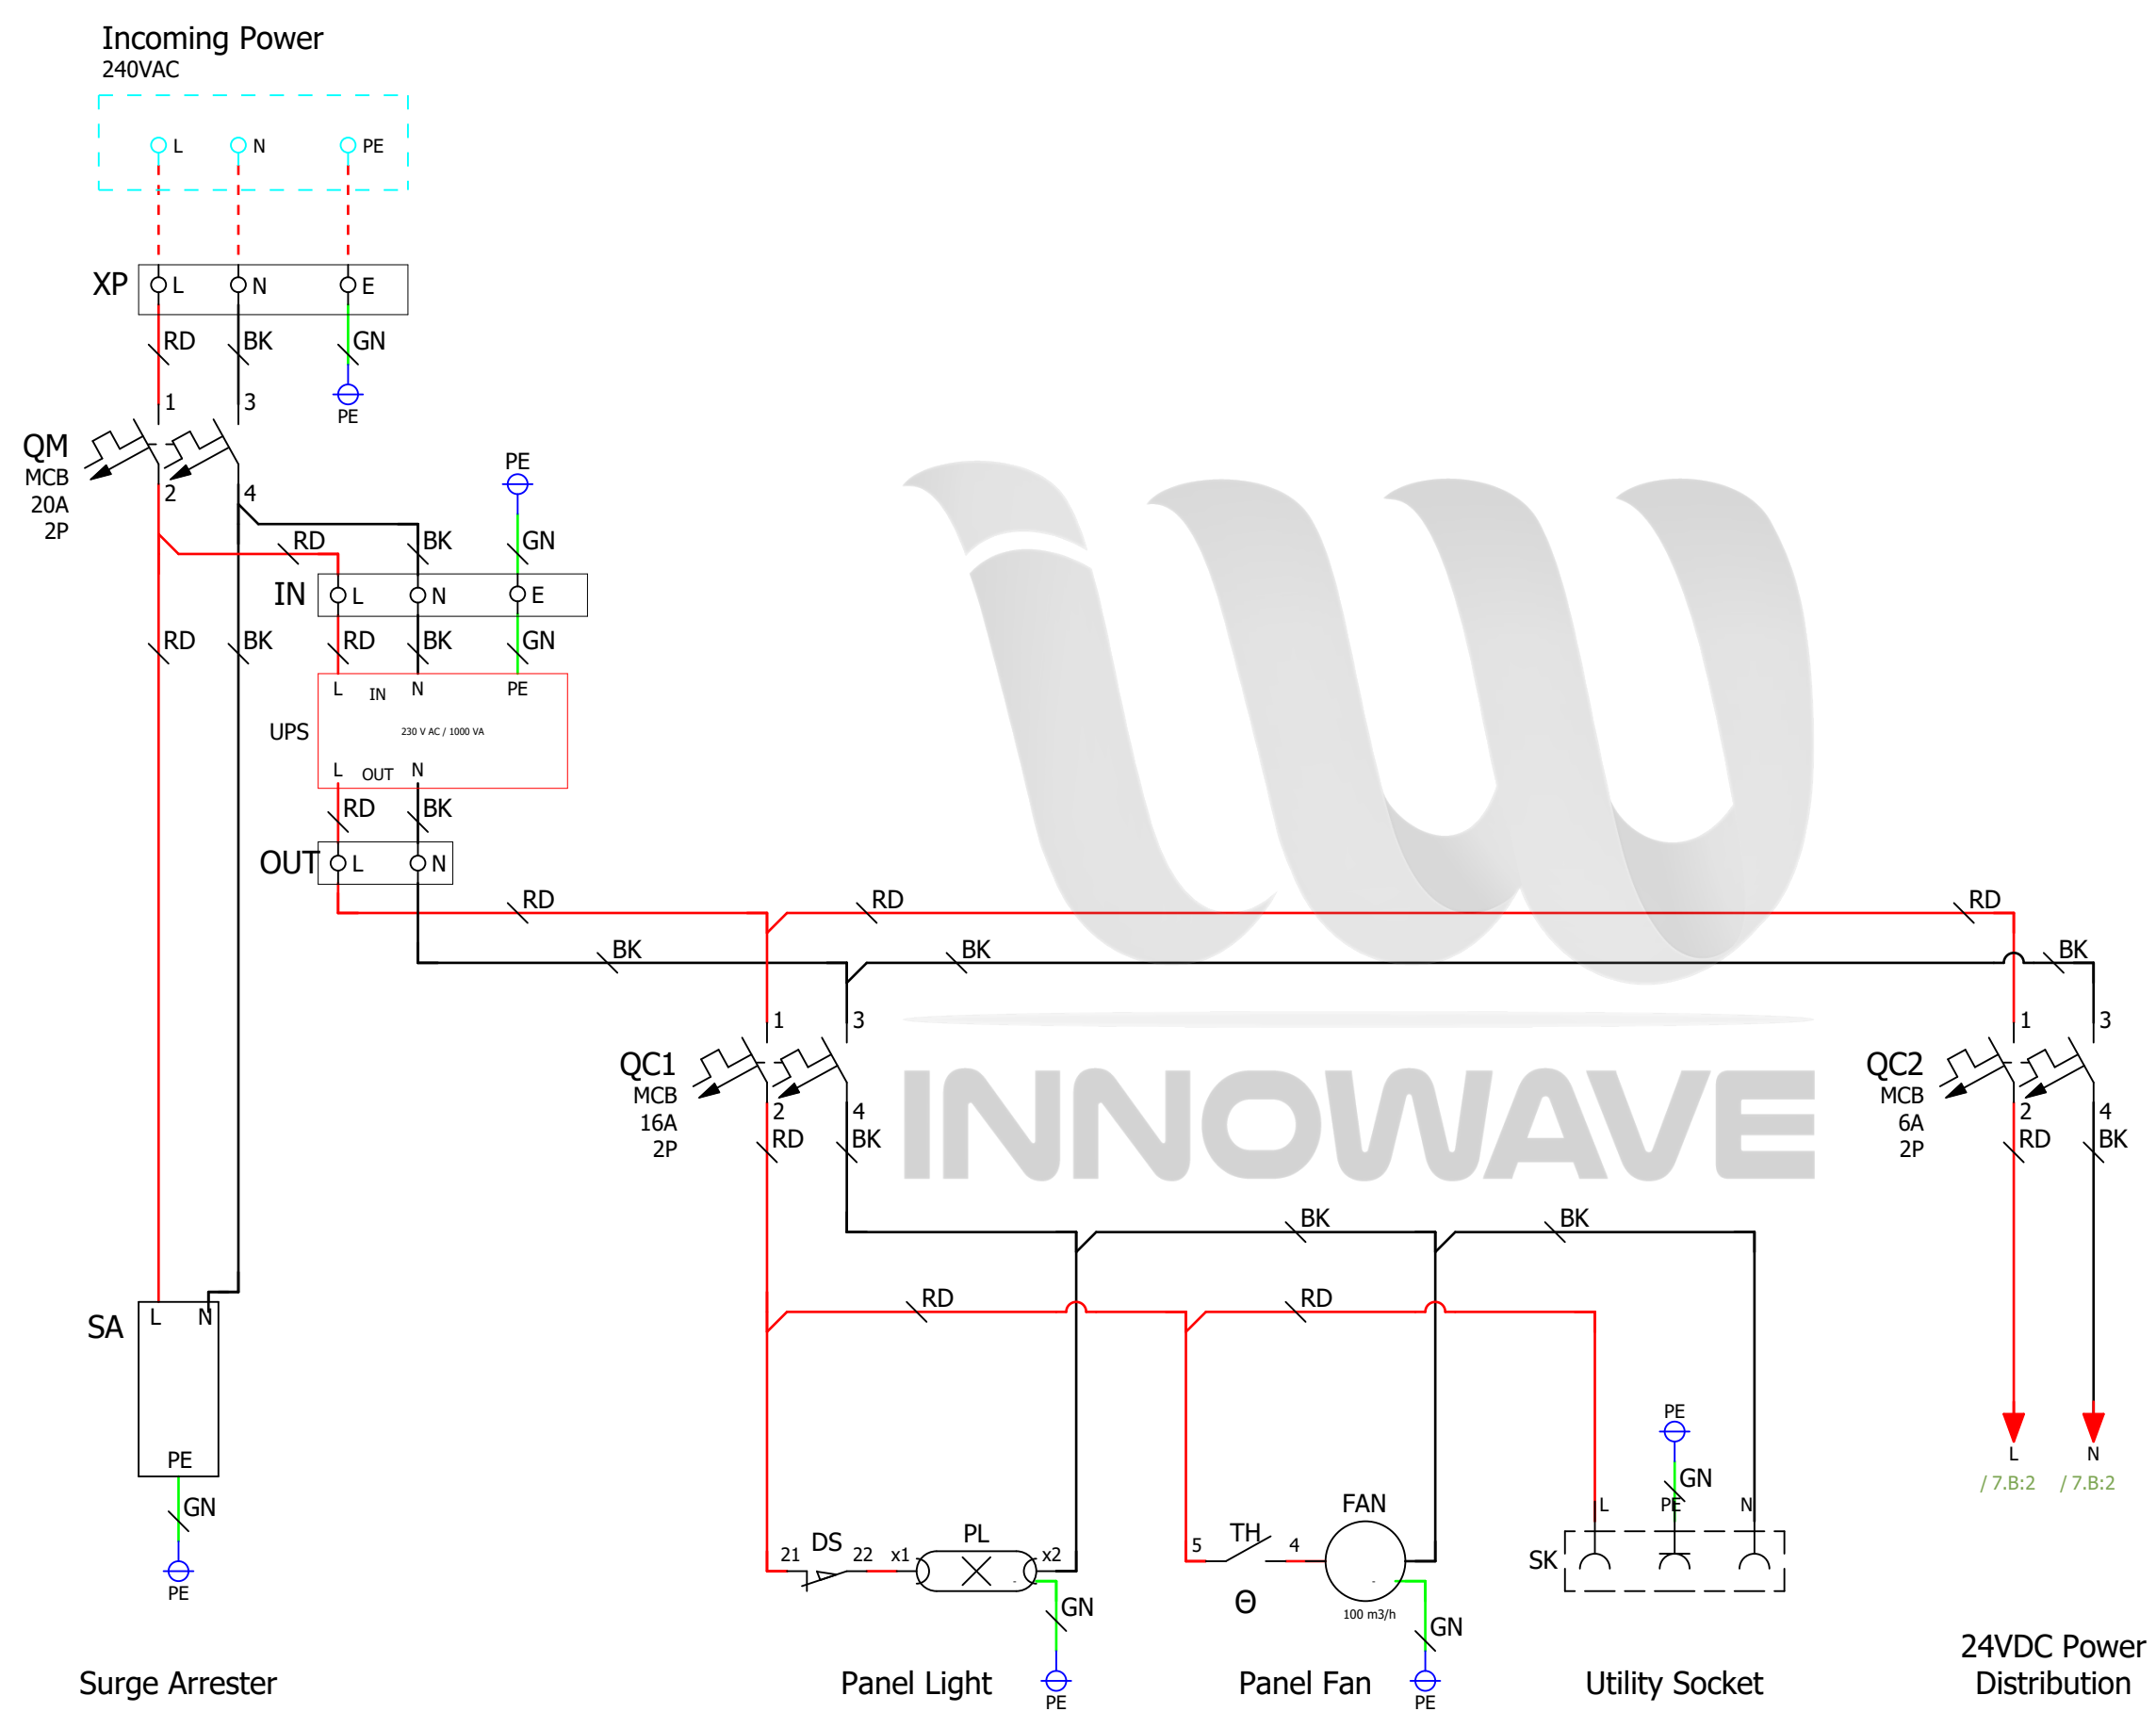 Incoming Power
240VAC
L N PE
XP L N E
RD BK GN
PE
1 3
QM
MCB
20A
2P
2 4
PE
RD BK GN
IN L N E
RD BK RD BK GN
L IN N PE
UPS 230 V AC / 1000 VA
L OUT N
RD BK
OUT L N
RD RD RD
BK BK BK
1 3 1 3
QC1
MCB
16A
2P
2 4
RD BK
INNOWAVE
QC2
MCB
6A
2P
2 4
RD BK
BK BK
RD RD
SA L N
PE
GN
PE
PE
GN
L PE N
SK
L N
/ 7.B:2 / 7.B:2
21 DS 22 x1 PL x2
GN
PE
5 TH 4 FAN
Θ
100 m3/h
GN
PE
Surge Arrester
Panel Light
Panel Fan
Utility Socket
24VDC Power
Distribution